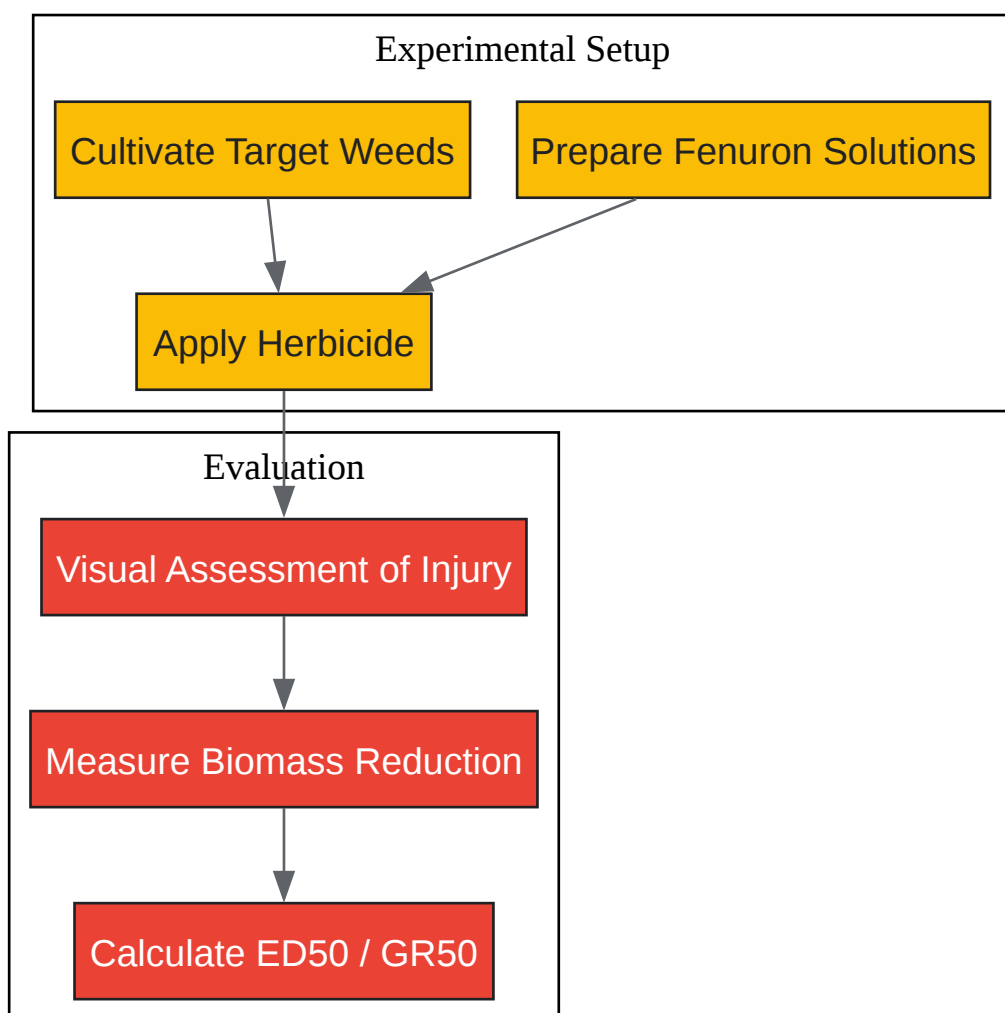 Experimental Setup
Cultivate Target Weeds
Prepare Fenuron Solutions
Apply Herbicide
Evaluation
Visual Assessment of Injury
Measure Biomass Reduction
Calculate ED50 / GR50